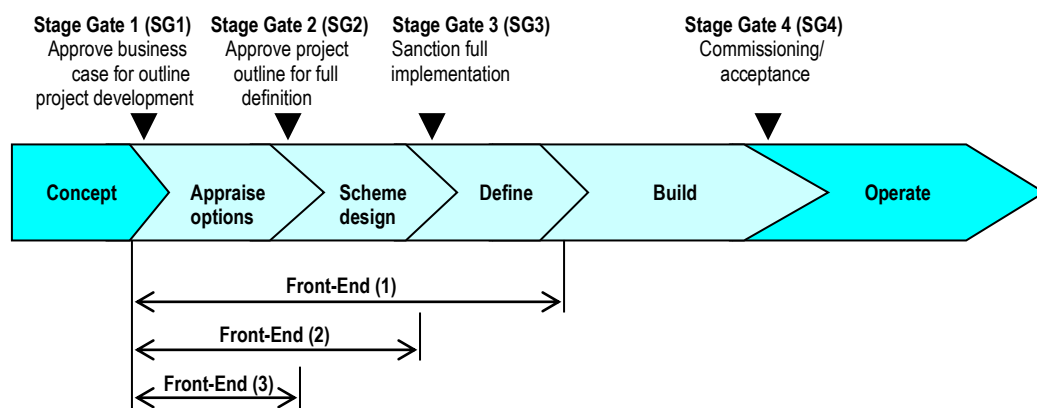 Stage Gate 1 (SG1)
Approve business
case for outline
project development
Stage Gate 2 (SG2)
Approve project
outline for full
definition
Stage Gate 3 (SG3)
Sanction full
implementation
Stage Gate 4 (SG4)
Commissioning/
acceptance
Concept
Appraise
options
Scheme
design
Define
Build
Operate
Front-End (1)
Front-End (2)
Front-End (3)